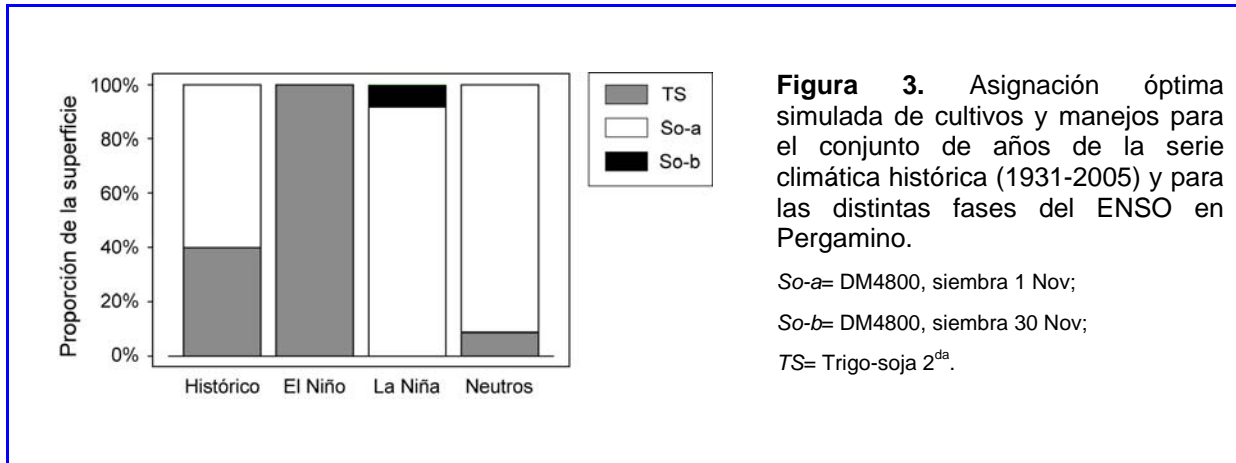 Proporción de la superficie
100%
80%
60%
40%
20%
0%
Histórico El Niño La Niña Neutros
TS
So-a
So-b
Figura 3. Asignación óptima
simulada de cultivos y manejos para
el conjunto de años de la serie
climática histórica (1931-2005) y para
las distintas fases del ENSO en
Pergamino.
So-a= DM4800, siembra 1 Nov;
So-b= DM4800, siembra 30 Nov;
TS= Trigo-soja 2da.